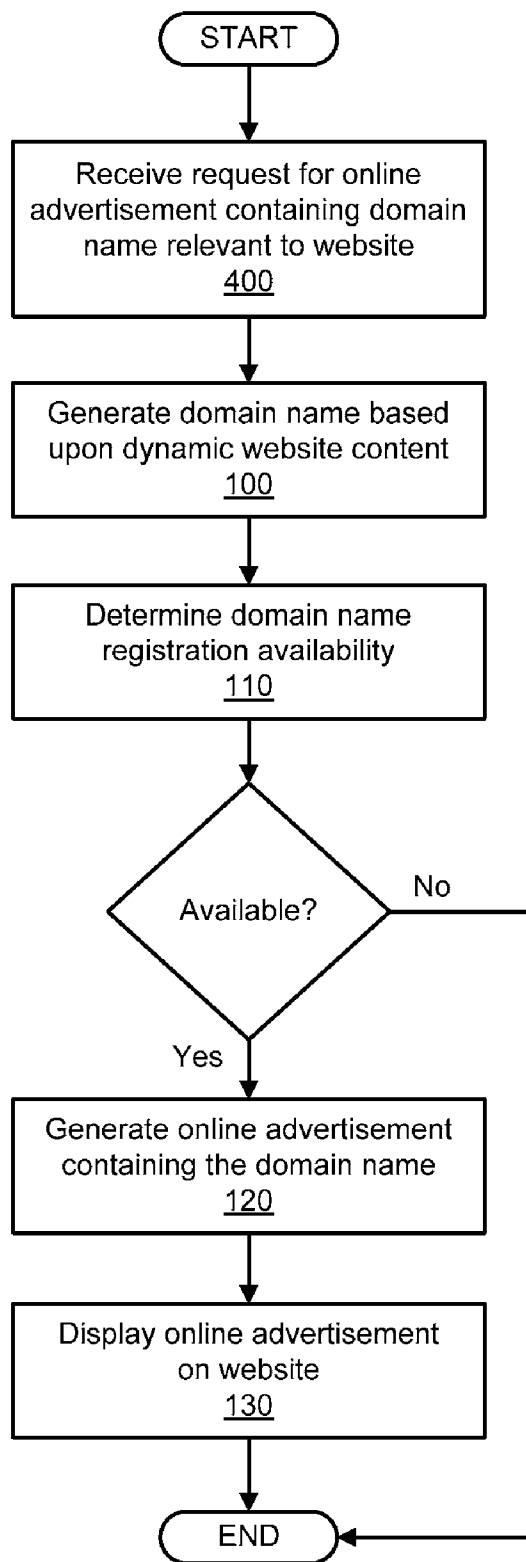 START
Receive request for online
advertisement containing domain
name relevant to website
400
Generate domain name based
upon dynamic website content
100
Determine domain name
registration availability
110
Available?
No
Yes
Generate online advertisement
containing the domain name
120
Display online advertisement
on website
130
END